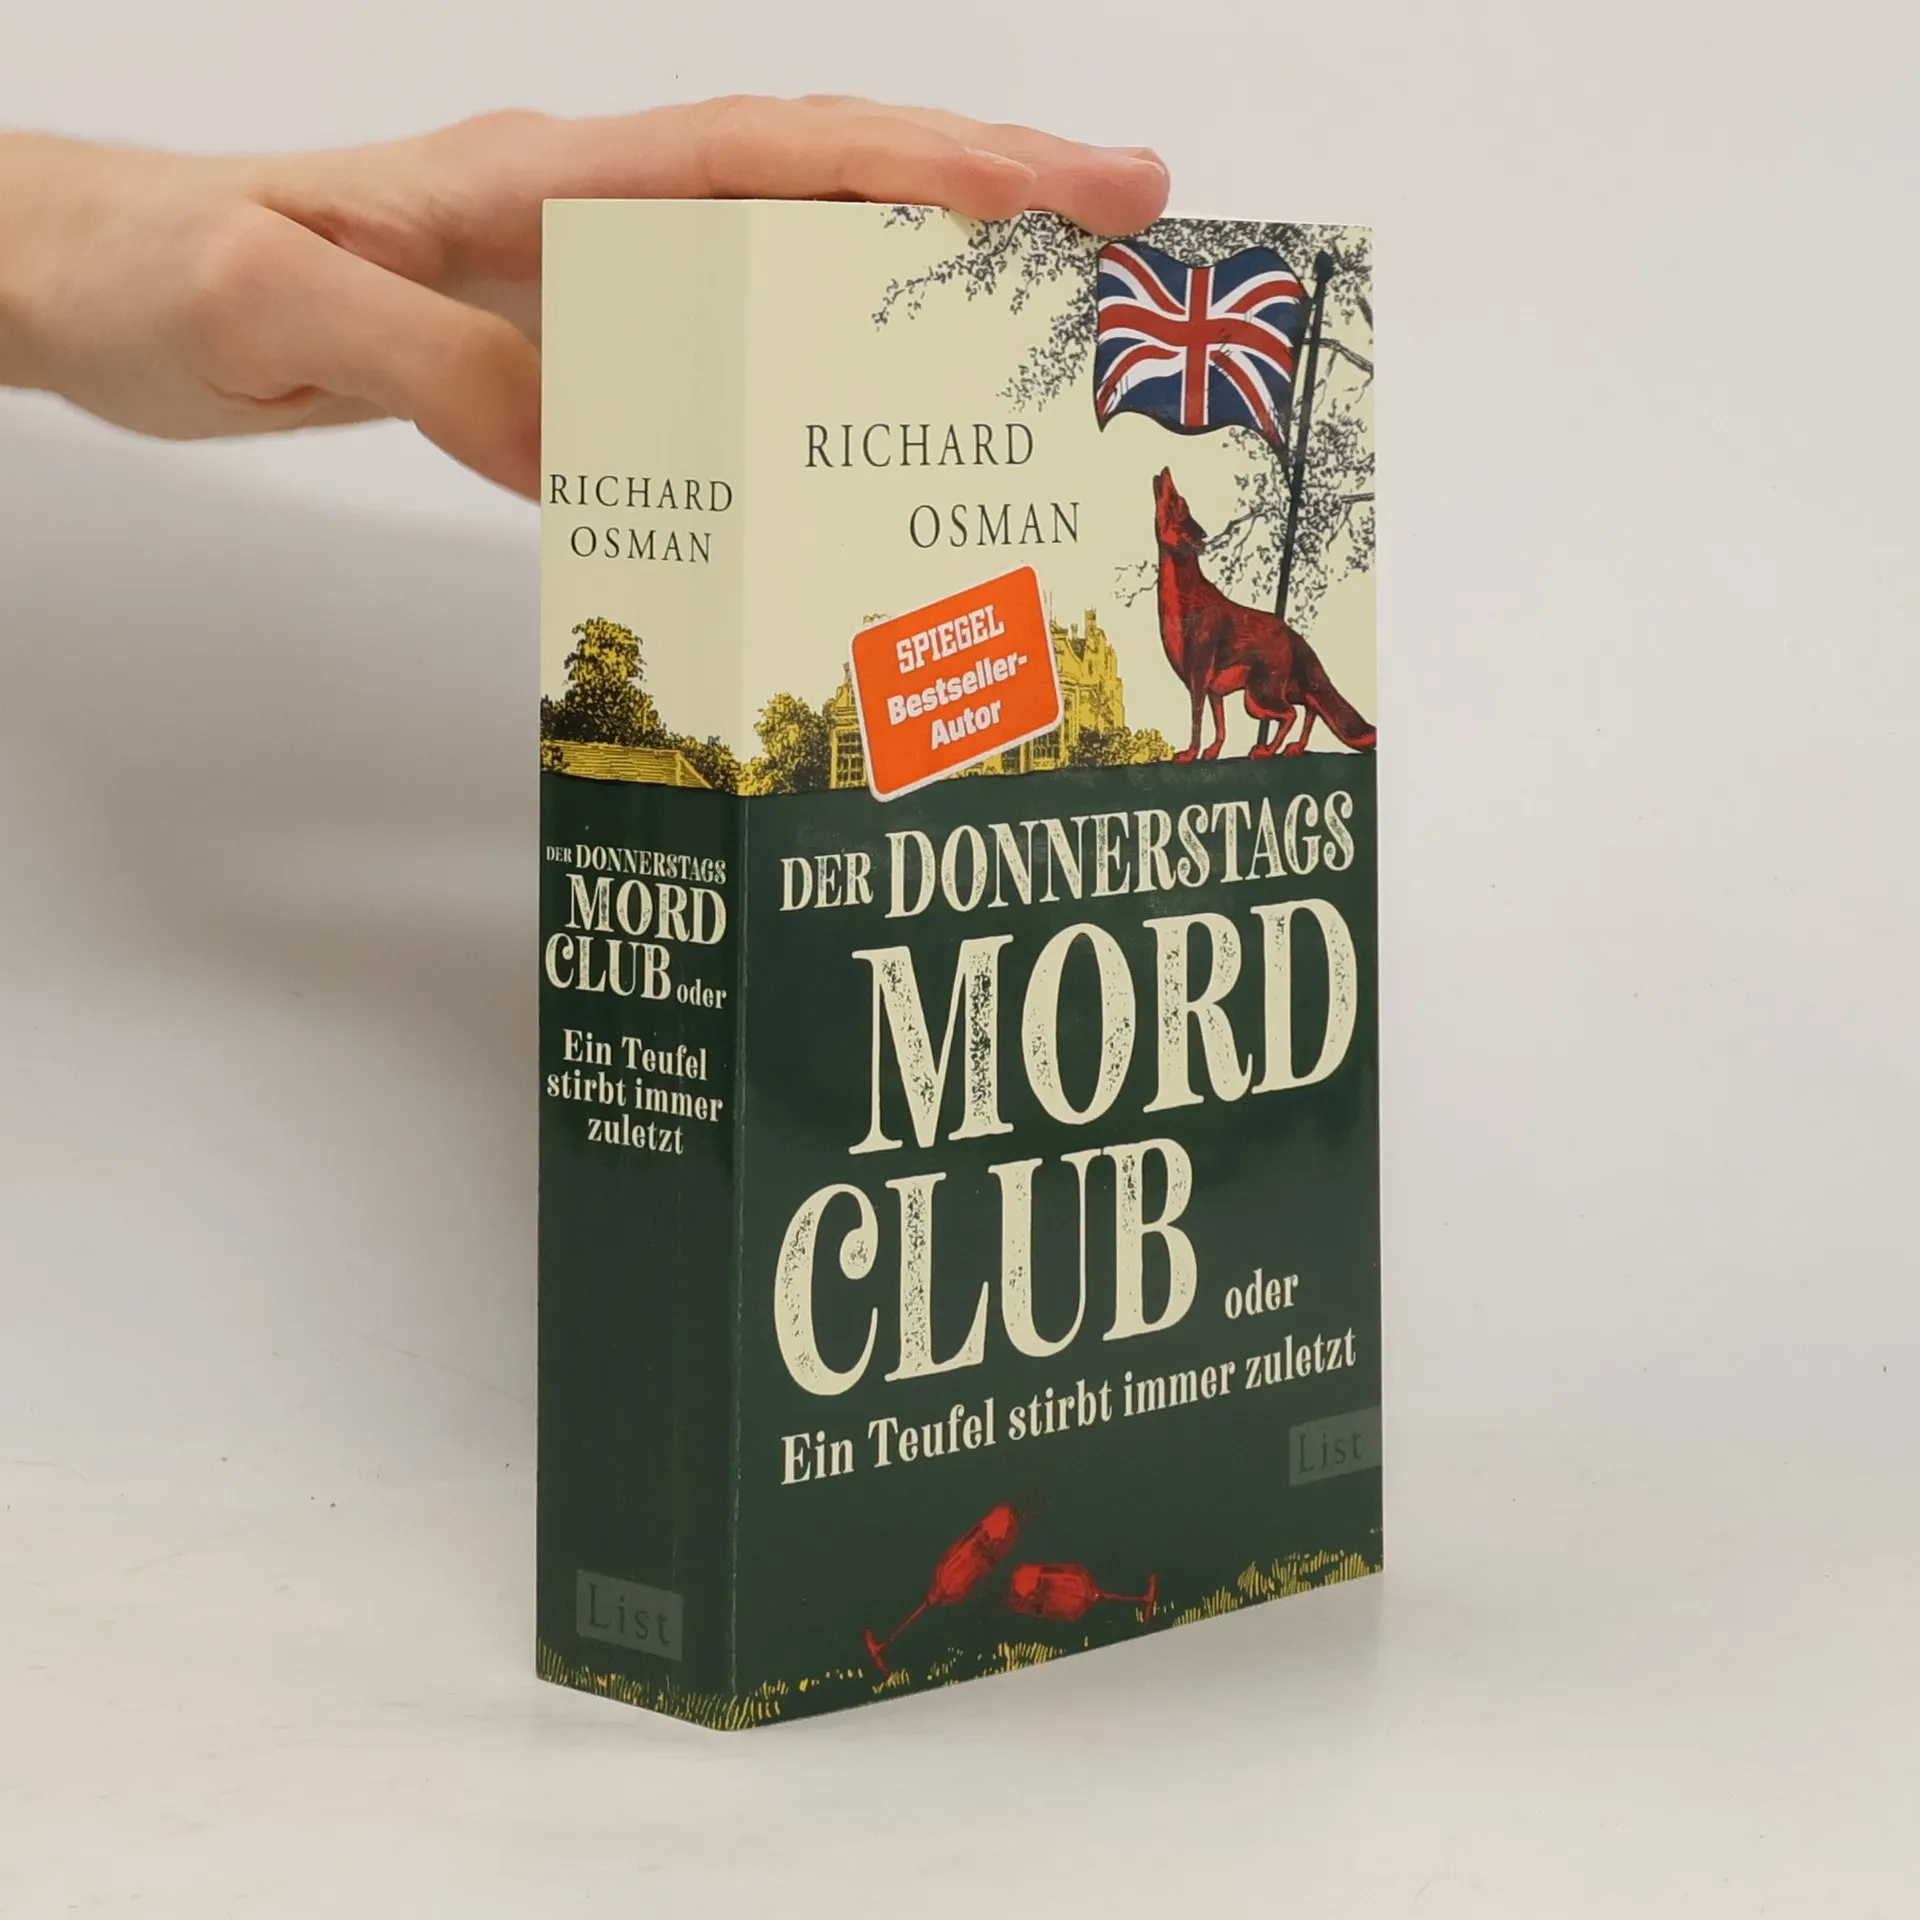 RICHARD
OSMAN
DER DONNERSTAGS
MORD
CLUB oder
Ein Teufel
stirbt immer
zuletzt
List
RICHARD
OSMAN
SPIEGEL
Bestseller-
Autor
DER DONNERSTAGS
MORD
CLUB oder
Ein Teufel stirbt immer zuletzt
List